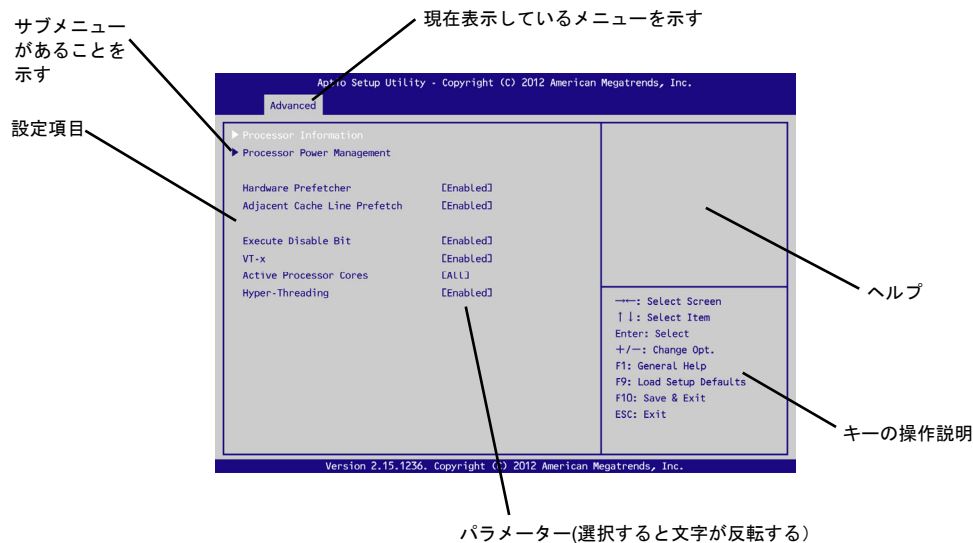 現在表示しているメニューを示す
サブメニュー
があることを
示す
設定項目
Aptio Setup Utility - Copyright (C) 2012 American Megatrends, Inc.
Advanced
▶ Processor Information
▶ Processor Power Management
Hardware Prefetcher [Enabled]
Adjacent Cache Line Prefetch [Enabled]
Execute Disable Bit [Enabled]
VT-x [Enabled]
Active Processor Cores [All]
Hyper-Threading [Enabled]
→←: Select Screen
↑↓: Select Item
Enter: Select
+/-: Change Opt.
F1: General Help
F9: Load Setup Defaults
F10: Save & Exit
ESC: Exit
Version 2.15.1236. Copyright (C) 2012 American Megatrends, Inc.
ヘルプ
キーの操作説明
パラメーター(選択すると文字が反転する）